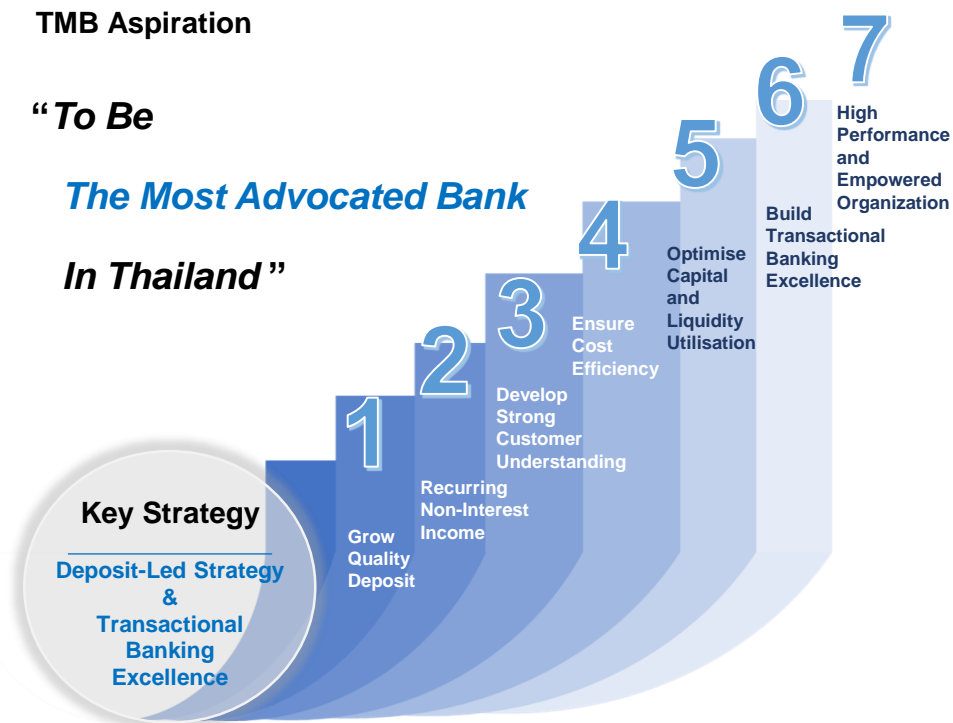 TMB Aspiration
“To Be
The Most Advocated Bank
In Thailand”
Key Strategy
Deposit-Led Strategy
&
Transactional
Banking
Excellence
1
Grow
Quality
Deposit
2
Recurring
Non-Interest
Income
3
Develop
Strong
Customer
Understanding
4
Ensure
Cost
Efficiency
5
Optimise
Capital
and
Liquidity
Utilisation
6
Build
Transactional
Banking
Excellence
7
High
Performance
and
Empowered
Organization